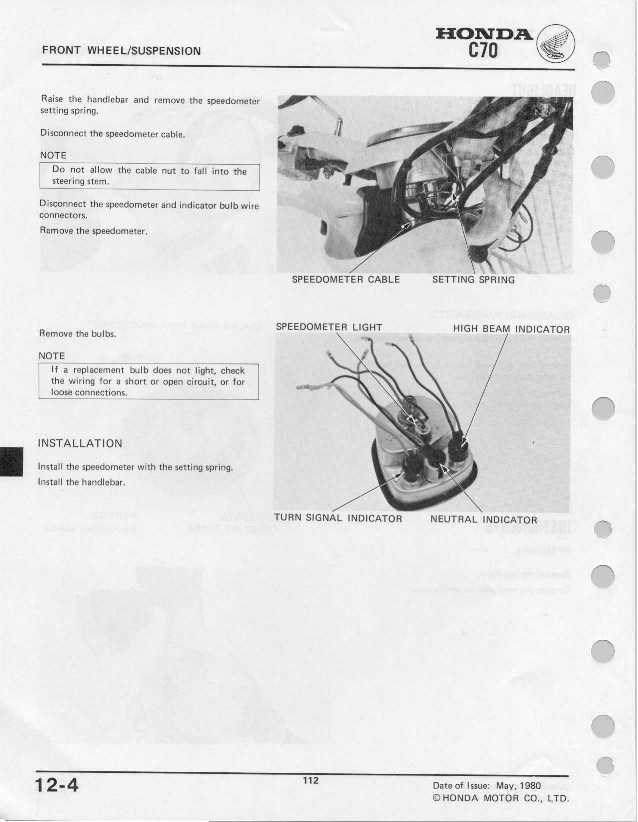 HONDA
FRONT WHEEL/SUSPENSION
C70
Raise the handlebar and remove the speedometer
setting spring.
Disconnect the speedometer cable.
NOTE
Do not allow the cable nut to fall into the
steering stem.
Disconnect the speedometer and indicator bulb wire
connectors.
Remove the speedometer.
SPEEDOMETER CABLE
SETTING SPRING
Remove the bulbs.
NOTE
If a replacement bulb does not light, check
the wiring for a short or open circuit, or for
loose connections.
SPEEDOMETER LIGHT
HIGH BEAM INDICATOR
INSTALLATION
Install the speedometer with the setting spring.
Install the handlebar.
TURN SIGNAL INDICATOR
NEUTRAL INDICATOR
12-4
112
Date of Issue: May, 1980
© HONDA MOTOR CO., LTD.